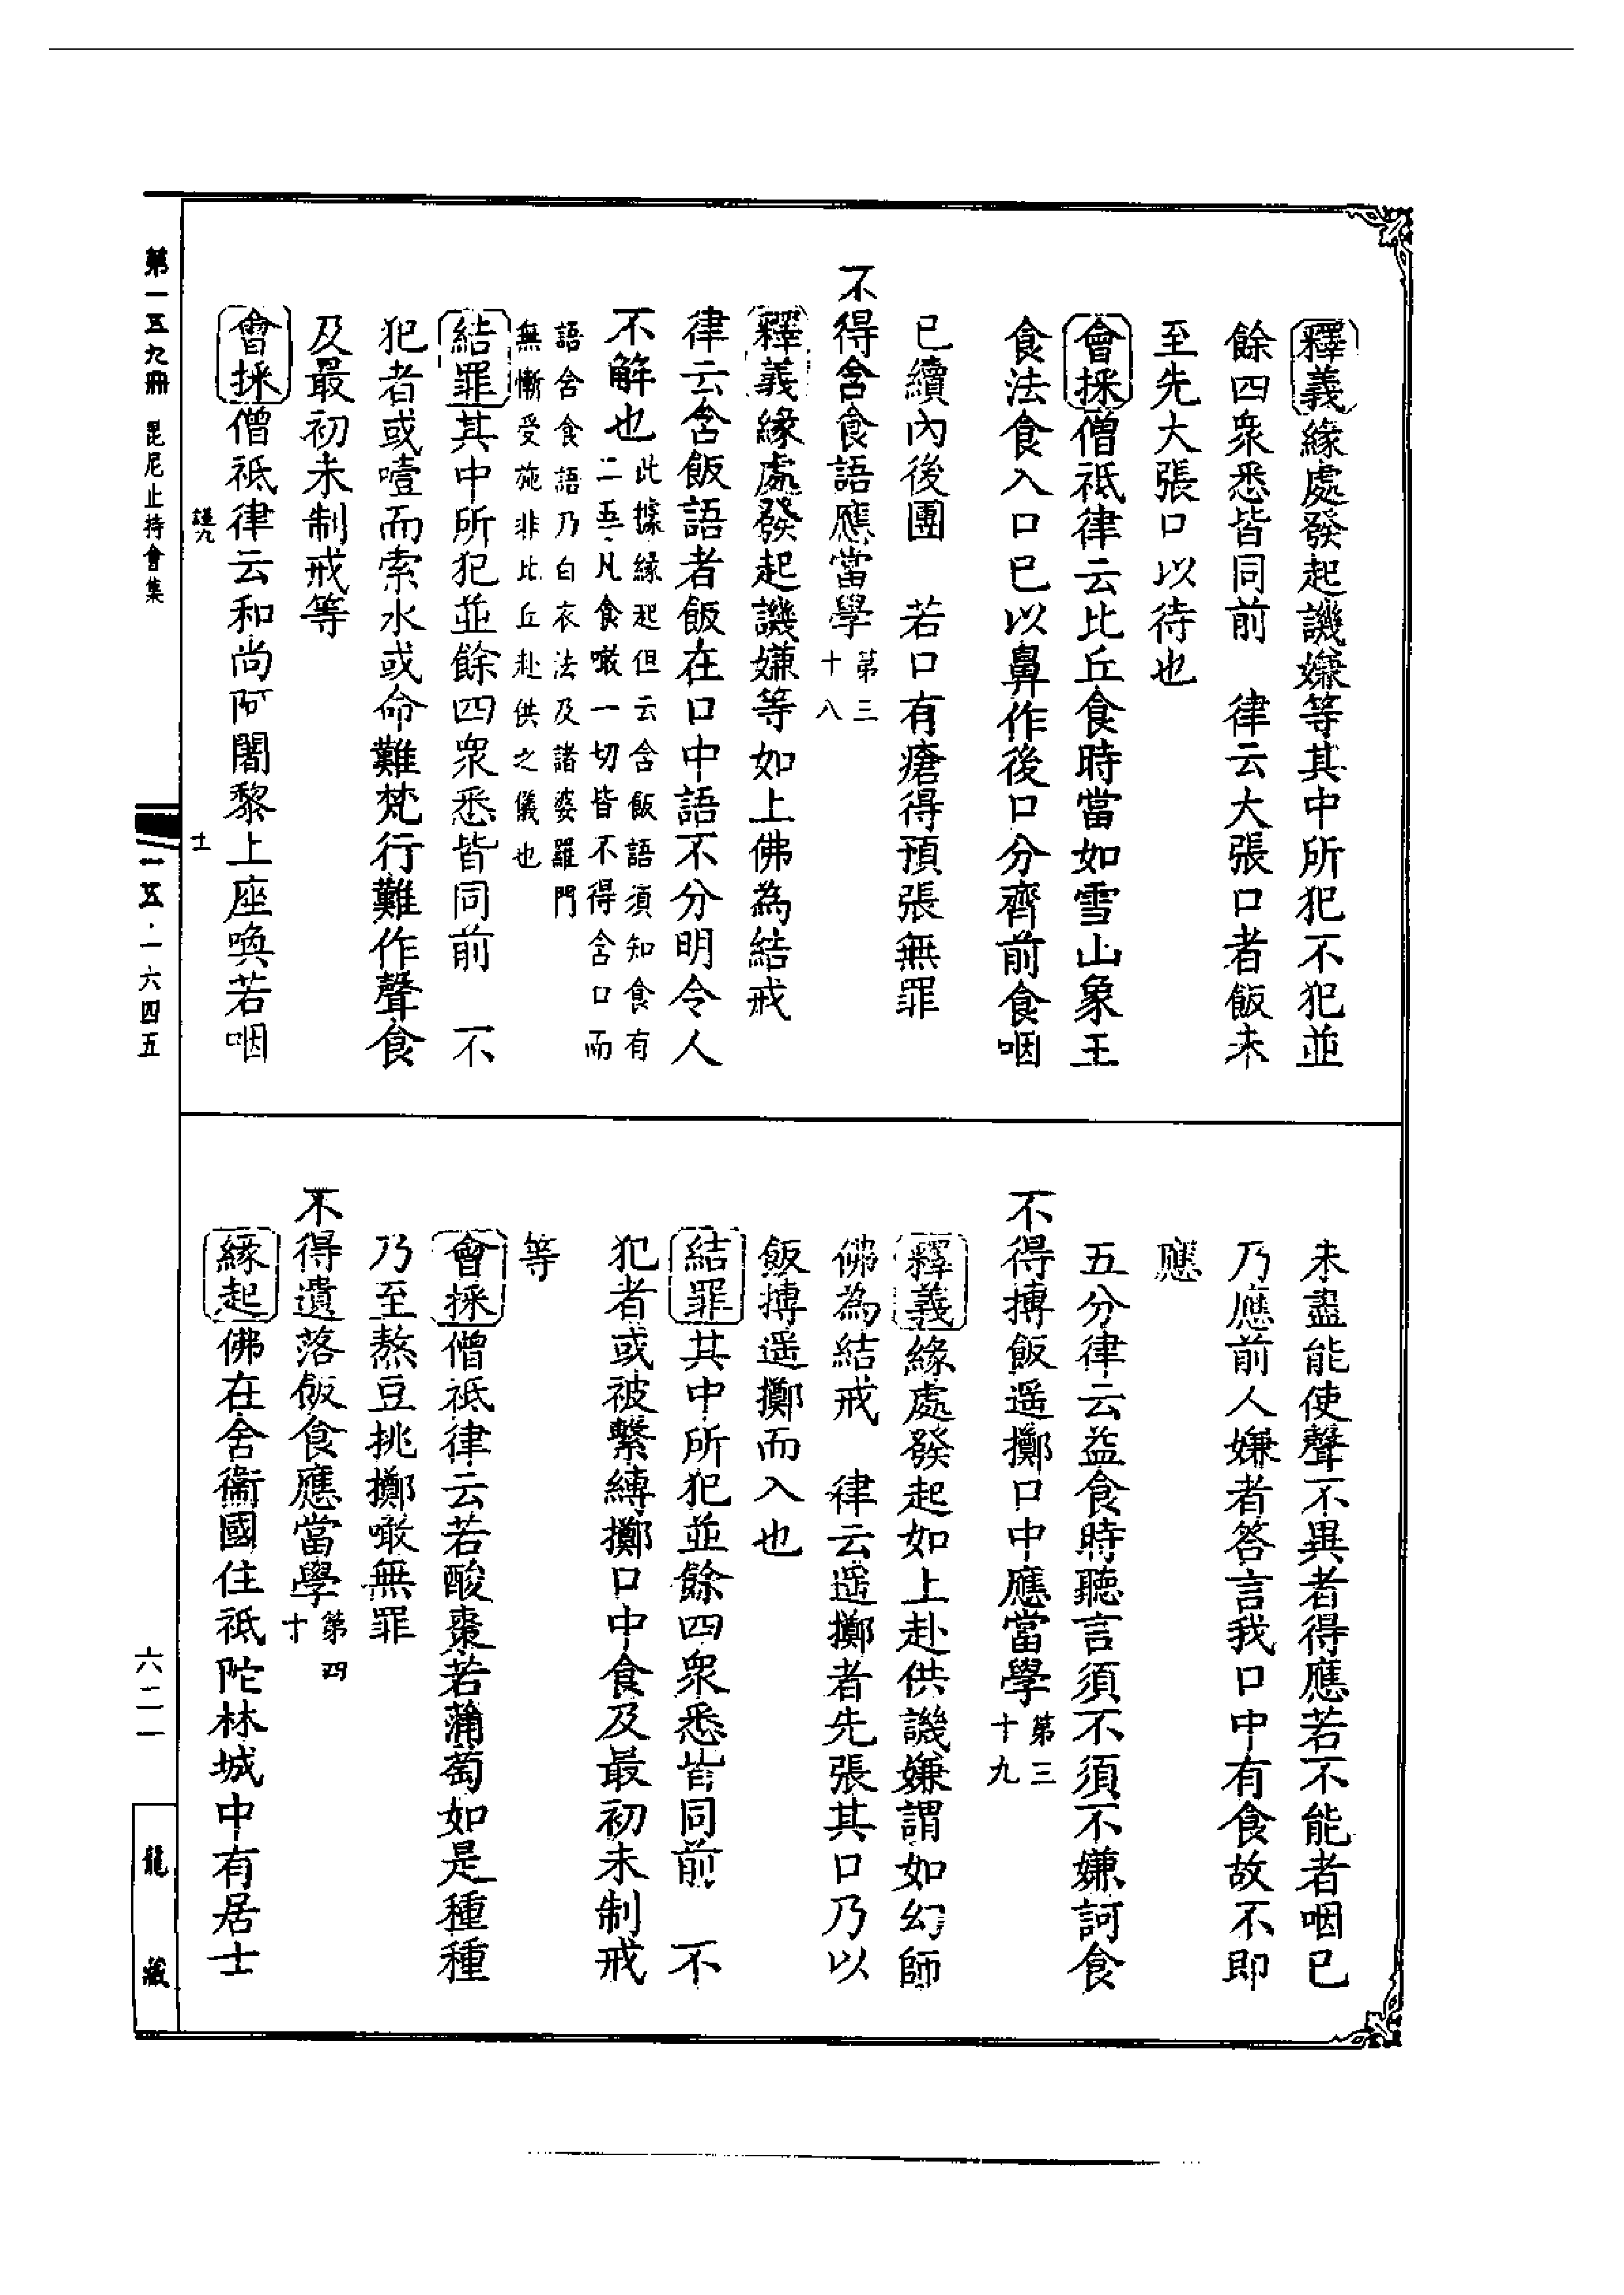 釋義緣處發起譏嫌等其中所犯不犯並
餘四衆悉皆同前　律云大張口者飯未
至先大張口以待也
會採僧祇律云比丘食時當如雪山象王
食法食入口已以鼻作後口分齊前食咽
已續內後團　若口有瘡得預張無罪
不得含食語應當學第三十八
釋義緣處發起譏嫌等如上佛為結戒
律云含飯語者飯在口中語不分明令人
不解也此據緣起但云含飯語須知食有
二五凡食噉一切皆不得含口而
語含食語乃白衣法及諸婆羅門
無慚受施非比丘赴供之儀也
結罪其中所犯並餘四衆悉皆同前　不
犯者或噎而索水或命難梵行難作聲食
及最初未制戒等
會採僧祇律云和尚阿闍黎上座喚若咽
謹九
十一
未盡能使聲不異者得應若不能者咽已
乃應前人嫌者答言我口中有食故不即
應
五分律云益食時聽言須不須不嫌訶食
不得摶飯遥擲口中應當學第三十九
釋義緣處發起如上赴供譏嫌謂如幻師
佛為結戒　律云遥擲者先張其口乃以
飯摶遥擲而入也
結罪其中所犯並餘四衆悉皆同前　不
犯者或被繫縛擲口中食及最初未制戒
等
會採僧祇律云若酸棗若蒲萄如是種種
乃至熬豆挑擲噉無罪
不得遺落飯食應當學第四十
緣起佛在舍衞國住祇陀林城中有居士
第一五九冊　毘尼止持會集
一五·一六四五
六二一
龍藏